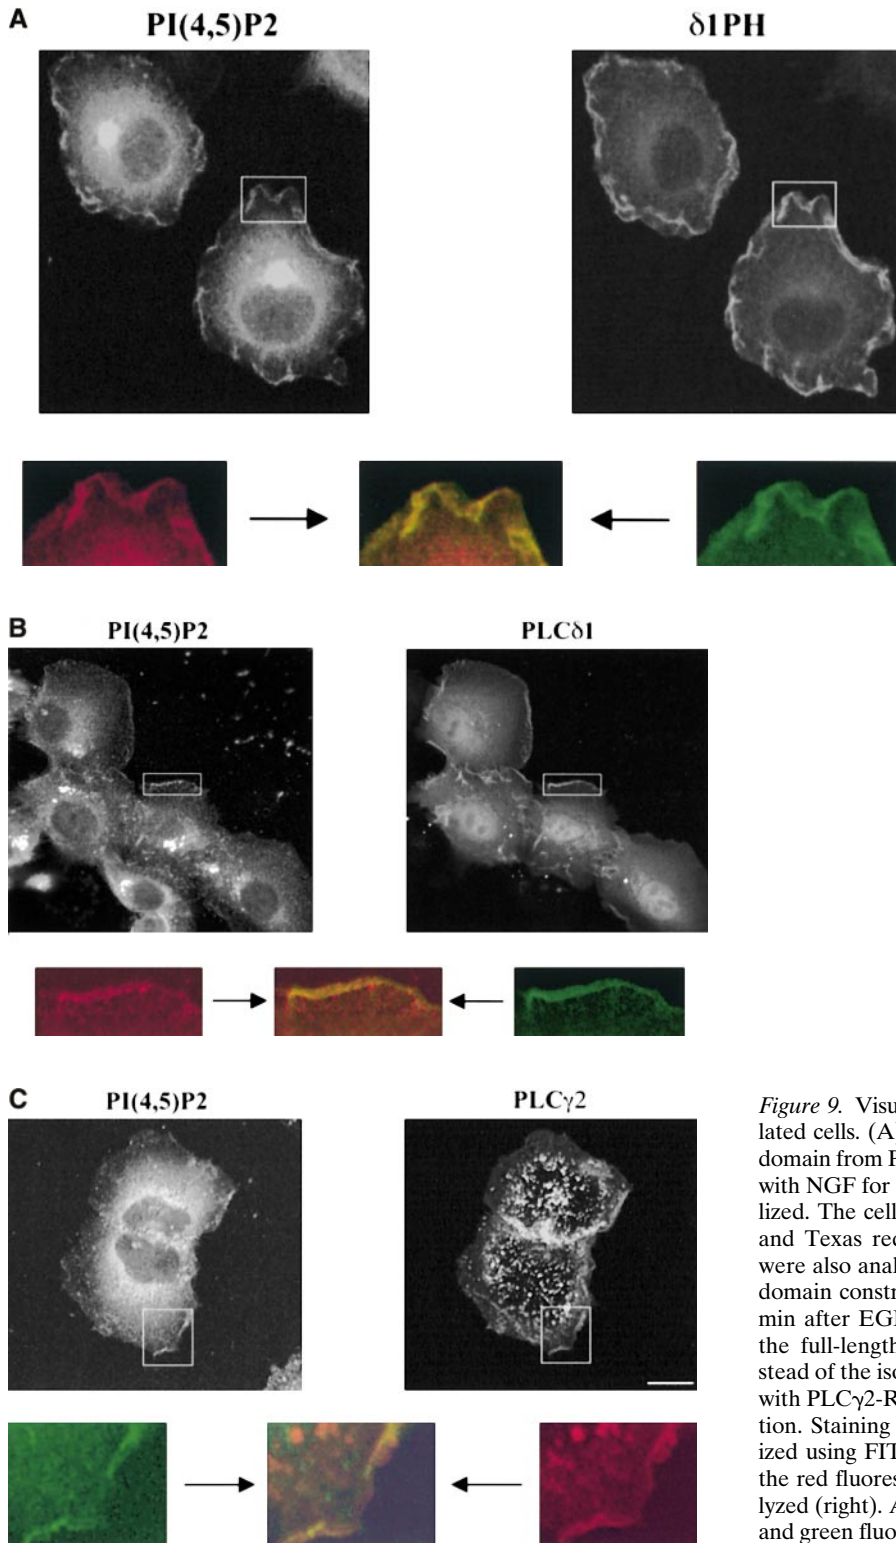 A
PI(4,5)P2
δ1PH
B
PI(4,5)P2
PLCδ1
C
PI(4,5)P2
PLCγ2
Figure 9. Visu
lated cells. (A
domain from P
with NGF for
lized. The cell
and Texas red
were also anal
domain constr
min after EGF
the full-length
stead of the iso
with PLCγ2-R
tion. Staining
ized using FIT
the red fluores
lyzed (right). A
and green fluo